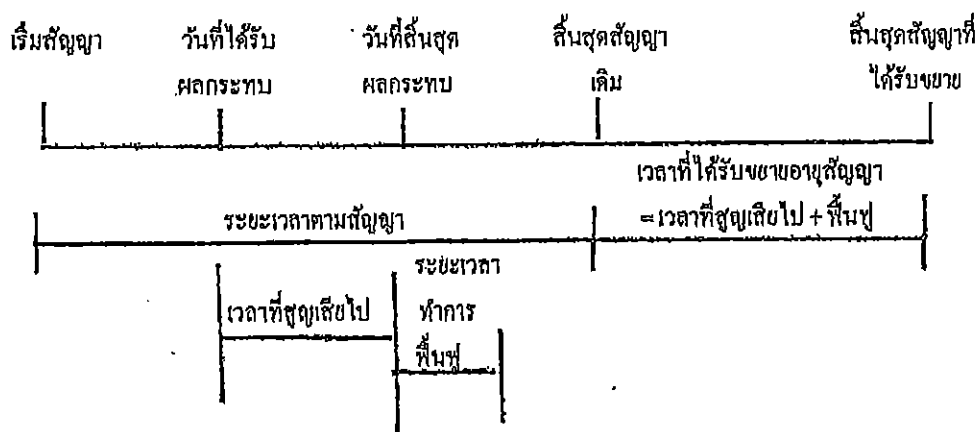 เริ่มสัญญา วันที่ได้รับ วันที่สิ้นสุด สิ้นสุดสัญญา สิ้นสุดสัญญาที่
ผลกระทบ ผลกระทบ เดิม ได้รับขยาย
เวลาที่ได้รับขยายอายุสัญญา
ระยะเวลาตามสัญญา =เวลาที่สูญเสียไป + ฟื้นฟู
ระยะเวลา
เวลาที่สูญเสียไป ทำการ
ฟื้นฟู